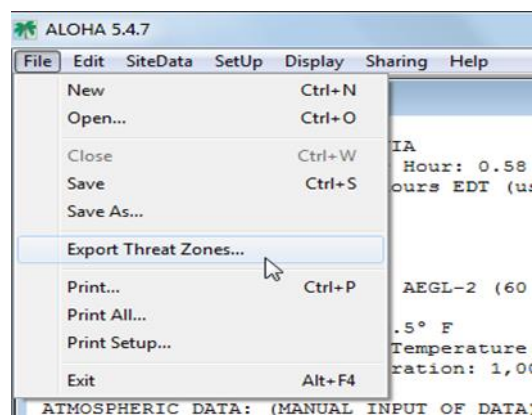 ALOHA 5.4.7
File Edit SiteData SetUp Display Sharing Help
New Ctrl+N
Open... Ctrl+O
Close Ctrl+W
Save Ctrl+S
Save As...
Export Threat Zones...
Print... Ctrl+P
Print All...
Print Setup...
Exit Alt+F4
IA
Hour: 0.58
ours EDT (us
AEGL-2 (60
.5° F
Temperature
ration: 1,00
ATMOSPHERIC DATA: (MANUAL INPUT OF DATA)